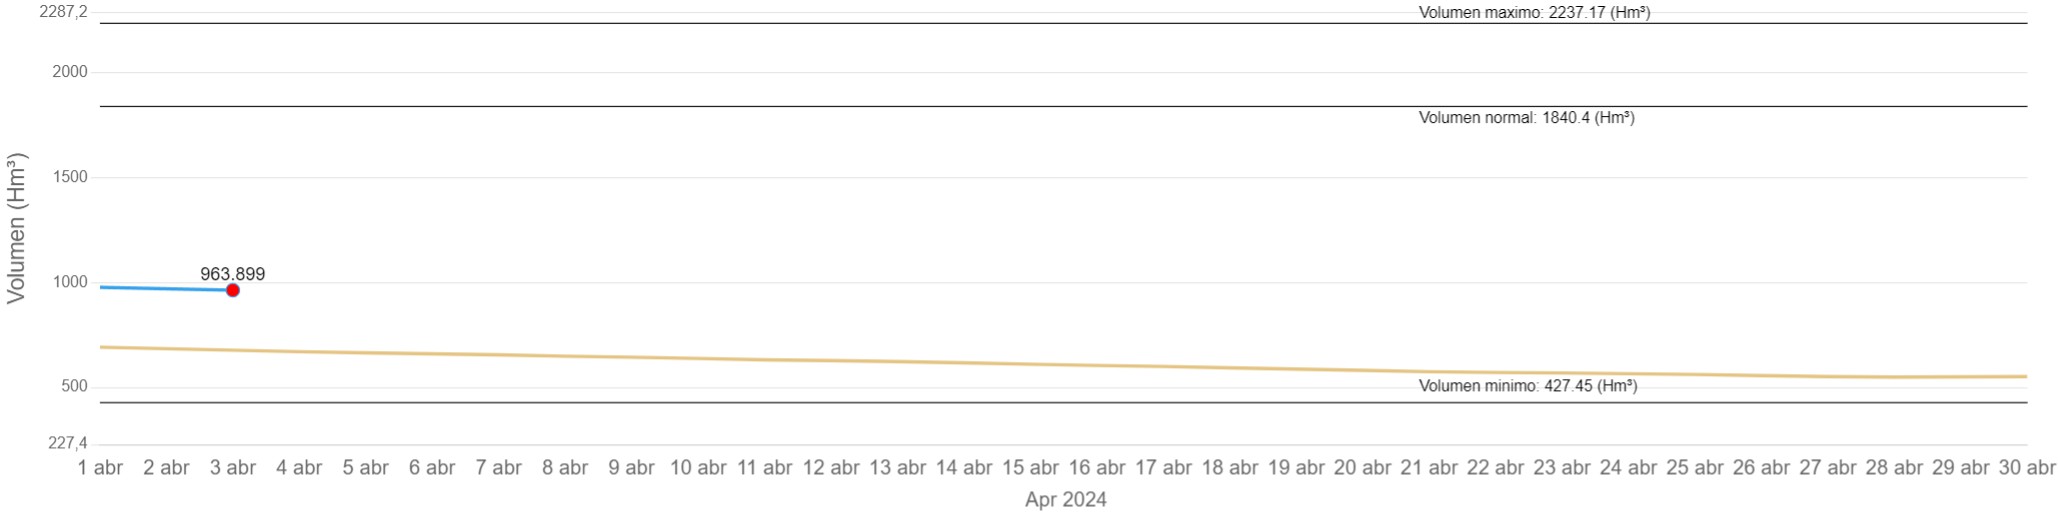 2287,2
Volumen maximo: 2237.17 (Hm³)
2000
Volumen normal: 1840.4 (Hm³)
1500
Volumen (Hm³)
963.899
1000
500
Volumen minimo: 427.45 (Hm³)
227,4
1 abr 2 abr 3 abr 4 abr 5 abr 6 abr 7 abr 8 abr 9 abr 10 abr 11 abr 12 abr 13 abr 14 abr 15 abr 16 abr 17 abr 18 abr 19 abr 20 abr 21 abr 22 abr 23 abr 24 abr 25 abr 26 abr 27 abr 28 abr 29 abr 30 abr
Apr 2024